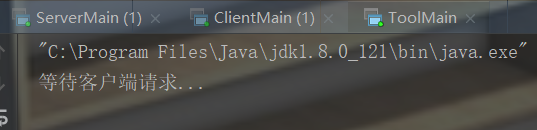 ServerMain (1) × ClientMain (1) × ToolMain ×
"C:\Program Files\Java\jdk1.8.0_121\bin\java.exe"
等待客户端请求...